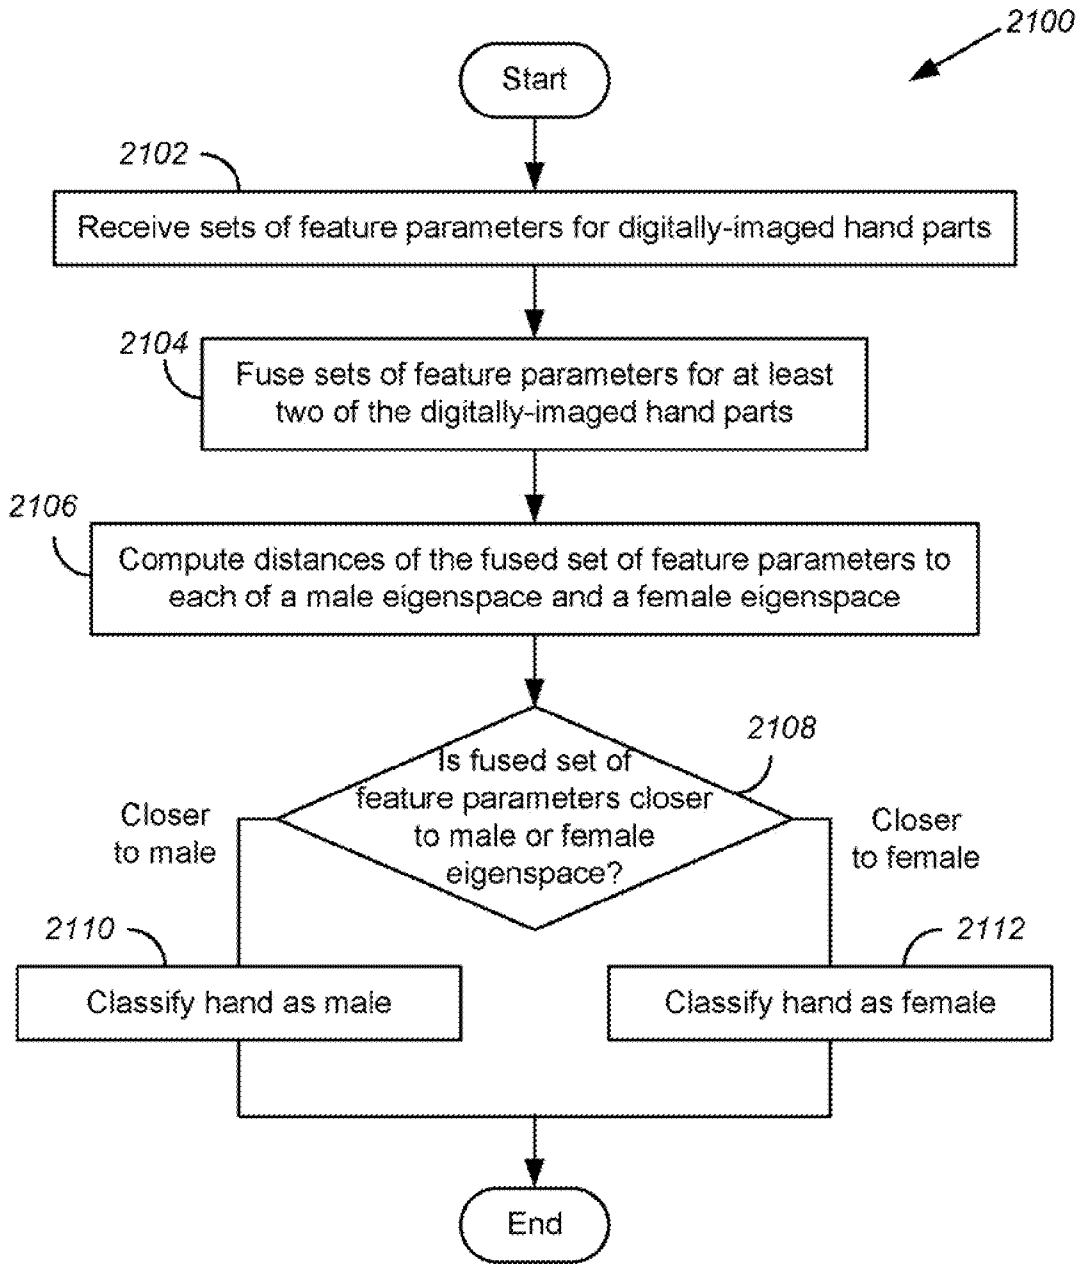 2100
Start
2102
Receive sets of feature parameters for digitally-imaged hand parts
2104
Fuse sets of feature parameters for at least
two of the digitally-imaged hand parts
2106
Compute distances of the fused set of feature parameters to
each of a male eigenspace and a female eigenspace
2108
Is fused set of
feature parameters closer
to male or female
eigenspace?
Closer
to male
Closer
to female
2110
Classify hand as male
2112
Classify hand as female
End